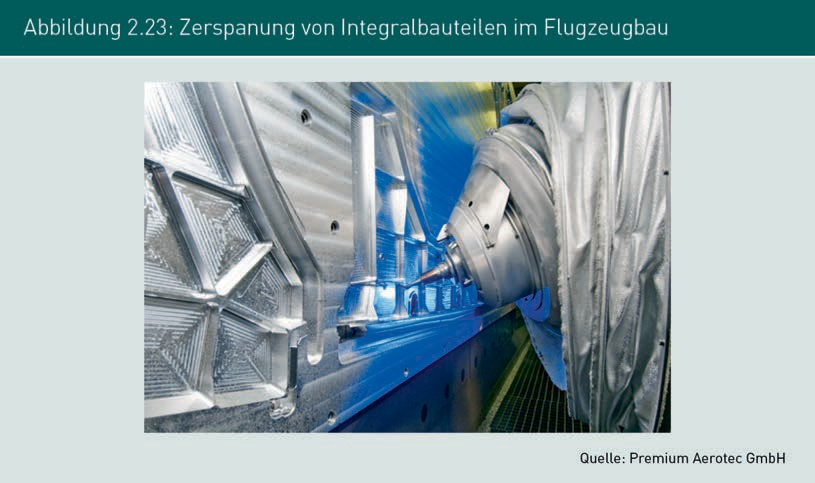 Abbildung 2.23: Zerspanung von Integralbauteilen im Flugzeugbau
Quelle: Premium Aerotec GmbH